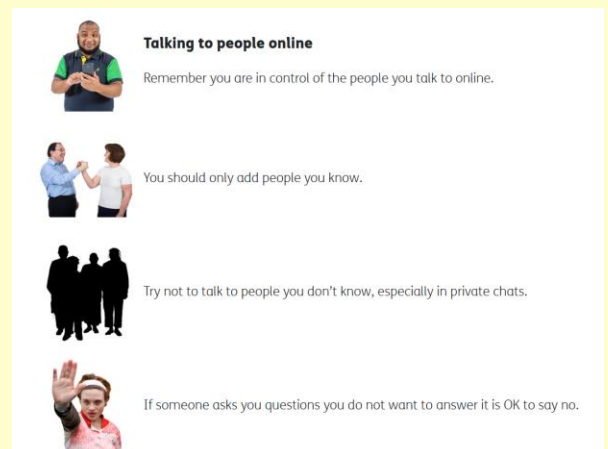 Talking to people online
Remember you are in control of the people you talk to online.
You should only add people you know.
Try not to talk to people you don’t know, especially in private chats.
If someone asks you questions you do not want to answer it is OK to say no.